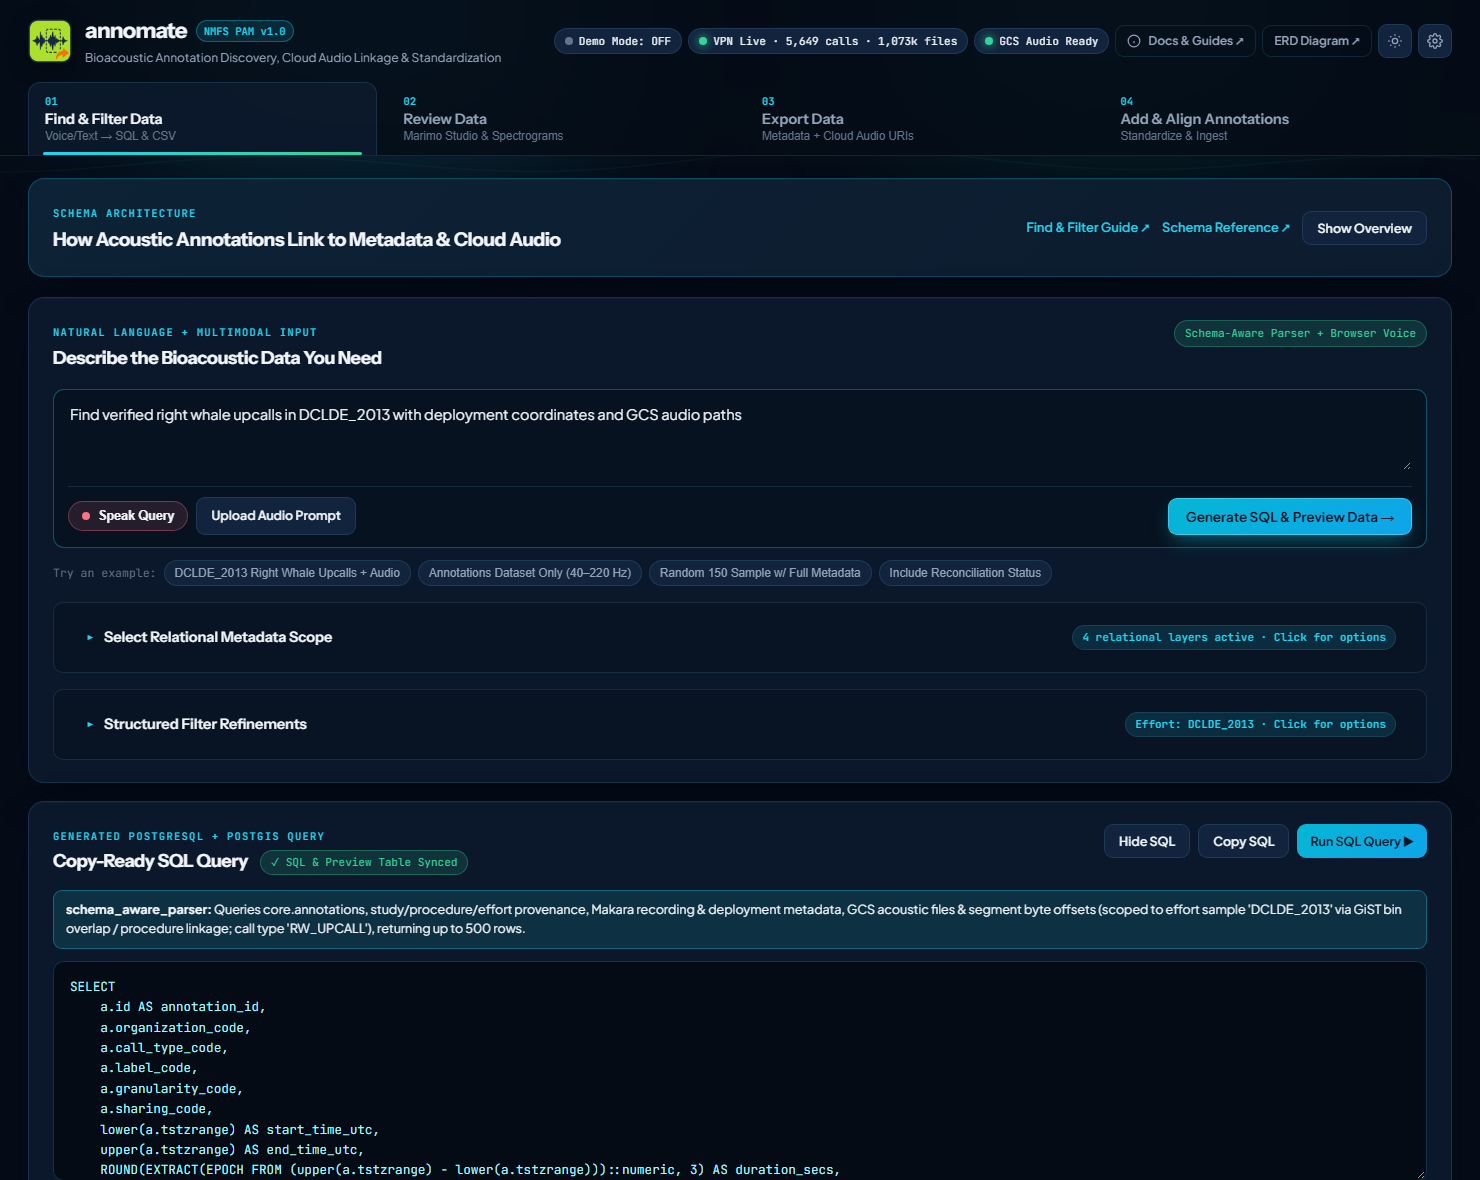 annomate
NMFS PAM v1.0
Bioacoustic Annotation Discovery, Cloud Audio Linkage & Standardization
Demo Mode: OFF
VPN Live · 5,649 calls · 1,073k files
GCS Audio Ready
Docs & Guides ↗
ERD Diagram ↗
01
Find & Filter Data
Voice/Text → SQL & CSV
02
Review Data
Marimo Studio & Spectrograms
03
Export Data
Metadata + Cloud Audio URIs
04
Add & Align Annotations
Standardize & Ingest
SCHEMA ARCHITECTURE
How Acoustic Annotations Link to Metadata & Cloud Audio
Find & Filter Guide ↗
Schema Reference ↗
Show Overview
NATURAL LANGUAGE + MULTIMODAL INPUT
Describe the Bioacoustic Data You Need
Schema-Aware Parser + Browser Voice
Find verified right whale upcalls in DCLDE_2013 with deployment coordinates and GCS audio paths
Speak Query
Upload Audio Prompt
Generate SQL & Preview Data →
Try an example:
DCLDE_2013 Right Whale Upcalls + Audio
Annotations Dataset Only (40–220 Hz)
Random 150 Sample w/ Full Metadata
Include Reconciliation Status
▸ Select Relational Metadata Scope
4 relational layers active · Click for options
▸ Structured Filter Refinements
Effort: DCLDE_2013 · Click for options
GENERATED POSTGRESQL + POSTGIS QUERY
Copy-Ready SQL Query
✓ SQL & Preview Table Synced
Hide SQL
Copy SQL
Run SQL Query ▶
schema_aware_parser: Queries core.annotations, study/procedure/effort provenance, Makara recording & deployment metadata, GCS acoustic files & segment byte offsets (scoped to effort sample 'DCLDE_2013' via GiST bin
overlap / procedure linkage; call type 'RW_UPCALL'), returning up to 500 rows.
SELECT
a.id AS annotation_id,
a.organization_code,
a.call_type_code,
a.label_code,
a.granularity_code,
a.sharing_code,
lower(a.tstzrange) AS start_time_utc,
upper(a.tstzrange) AS end_time_utc,
ROUND(EXTRACT(EPOCH FROM (upper(a.tstzrange) - lower(a.tstzrange)))::numeric, 3) AS duration_secs,